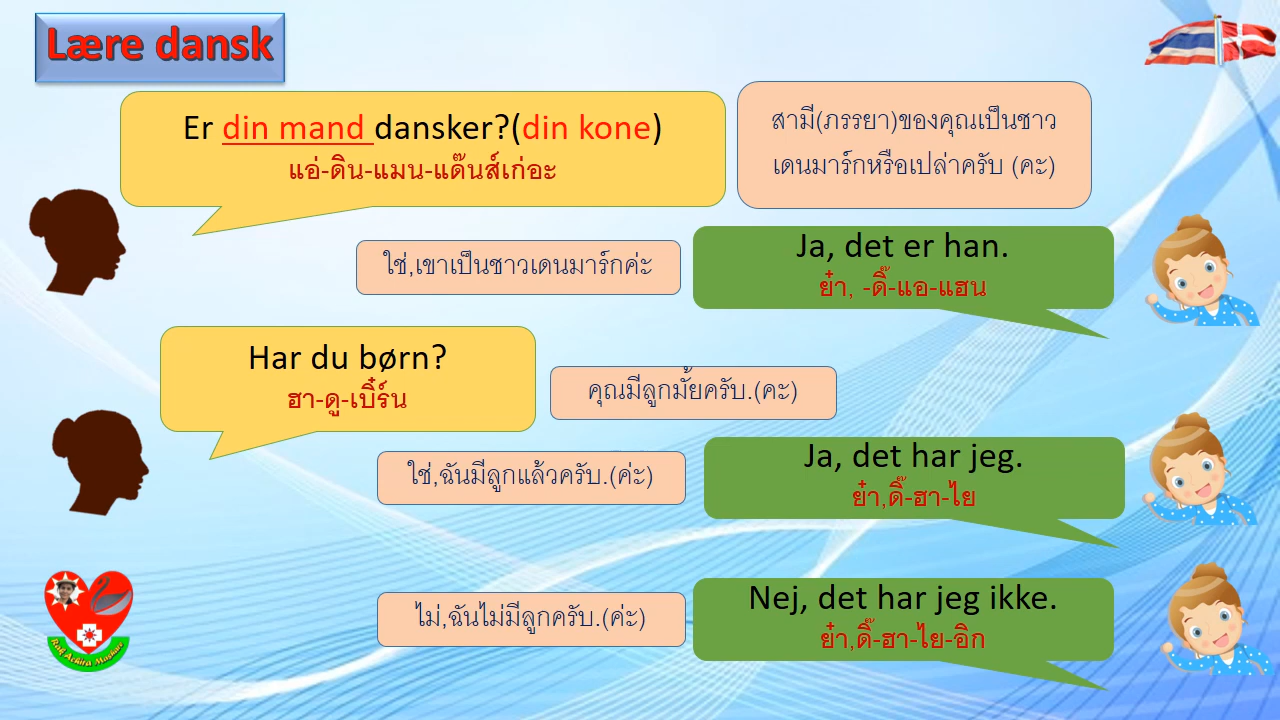 Lære dansk
Er din mand dansker?(din kone)
แอ่-ดิน-แมน-แด๊นส์เก่อะ
สามี(ภรรยา)ของคุณเป็นชาว
เดนมาร์กหรือเปล่าครับ (คะ)
Ja, det er han.
ย๋า, -ดิ๊-แอ-แฮน
ใช่,เขาเป็นชาวเดนมาร์กค่ะ
Har du børn?
ฮา-ดู-เบิ๋ร์น
คุณมีลูกมั้ยครับ.(คะ)
Ja, det har jeg.
ย๋า,ดิ๊-ฮา-ไย
ใช่,ฉันมีลูกแล้วครับ.(ค่ะ)
Nej, det har jeg ikke.
ย๋า,ดิ๊-ฮา-ไย-อิก
ไม่,ฉันไม่มีลูกครับ.(ค่ะ)
Rak Achira Mushais